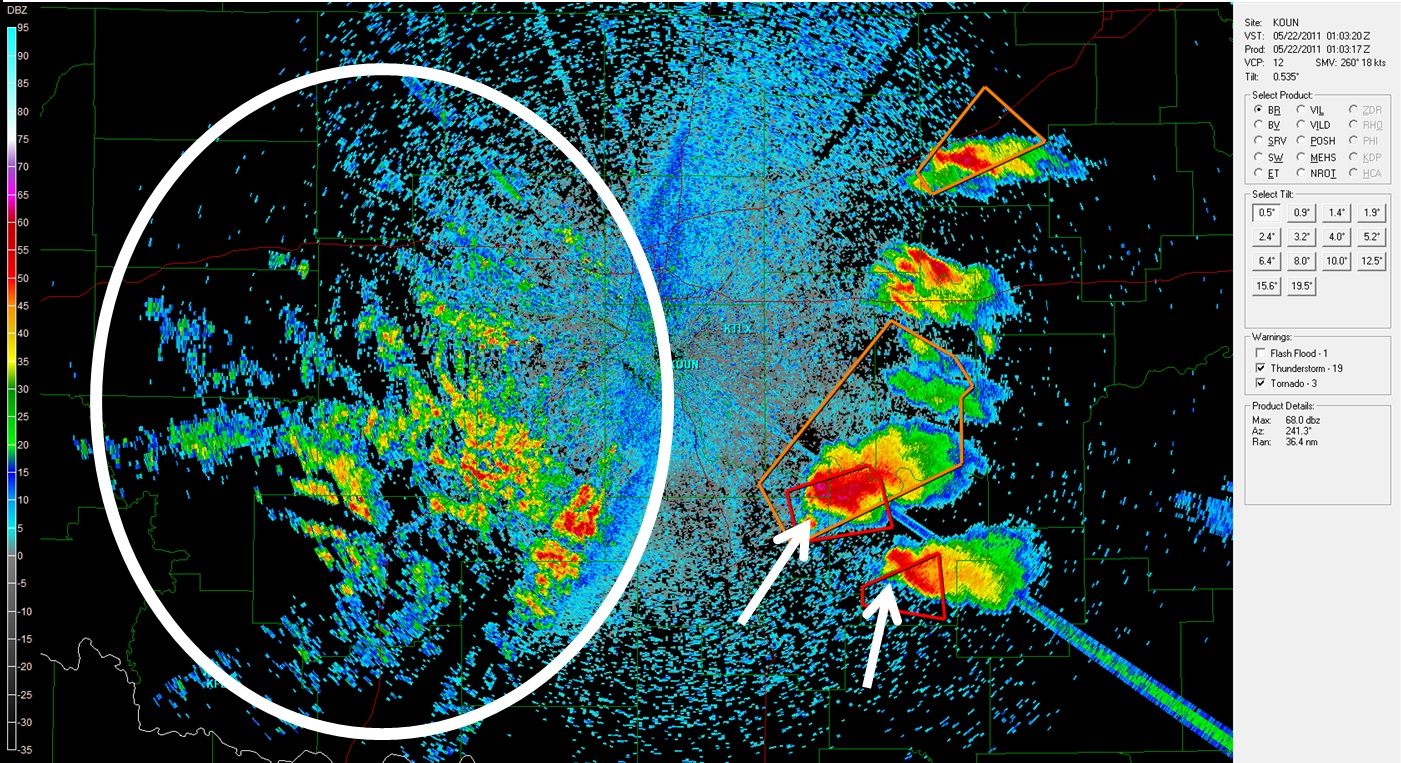 DBZ
95
90
85
80
75
70
65
60
55
50
45
40
35
30
25
20
15
10
5
0
-5
-10
-15
-20
-25
-30
-35
KTLX
KOUN
Site: KOUN
VST: 05/22/2011 01:03:20 Z
Prod: 05/22/2011 01:03:17 Z
VCP: 12 SMV: 260° 18 kts
Tilt: 0.535°
Select Product:
BR VIL ZDR
BV VILD RHO
SRV POSH PHI
SW MEHS KDP
ET NROT HCA
Select Tilt:
0.5° 0.9° 1.4° 1.9°
2.4° 3.2° 4.0° 5.2°
6.4° 8.0° 10.0° 12.5°
15.6° 19.5°
Warnings:
Flash Flood - 1
Thunderstorm - 19
Tornado - 3
Product Details:
Max: 68.0 dbz
Az: 241.3°
Ran: 36.4 nm